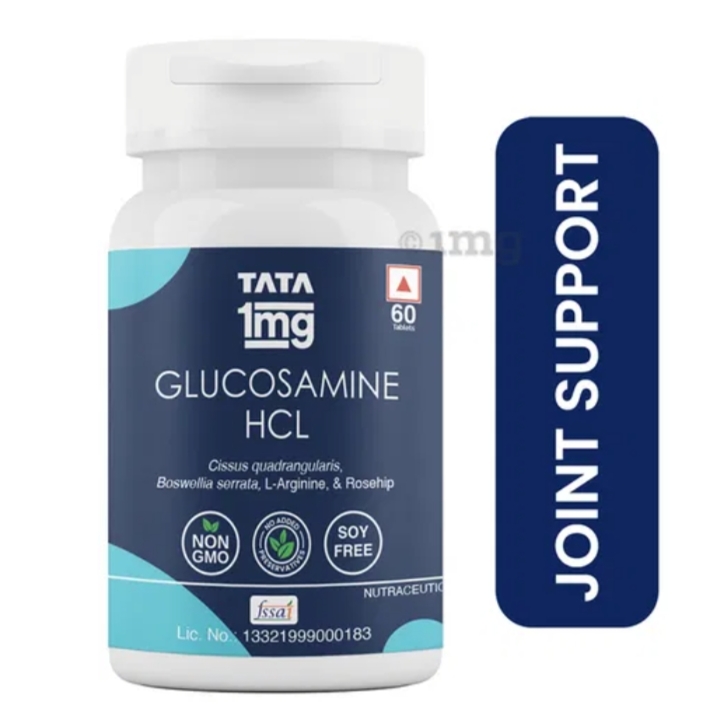 ©1mg
TATA
1mg
60
Tablets
GLUCOSAMINE
HCL
Cissus quadrangularis,
Boswellia serrata, L-Arginine, & Rosehip
NON
GMO
NO ADDED
PRESERVATIVES
SOY
FREE
NUTRACEUTIC
fssai
Lic. No.: 13321999000183
JOINT SUPPORT